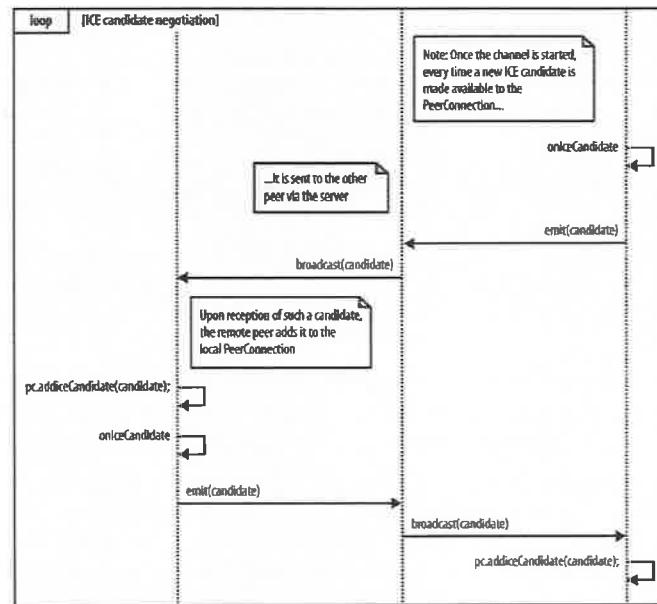 loop [ICE candidate negotiation]
Note: Once the channel is started,
every time a new ICE candidate is
made available to the
PeerConnection...
onIceCandidate
...it is sent to the other
peer via the server
emit(candidate)
broadcast(candidate)
Upon reception of such a candidate,
the remote peer adds it to the
local PeerConnection
pc.addiceCandidate(candidate);
onIceCandidate
emit(candidate)
broadcast(candidate)
pc.addiceCandidate(candidate);